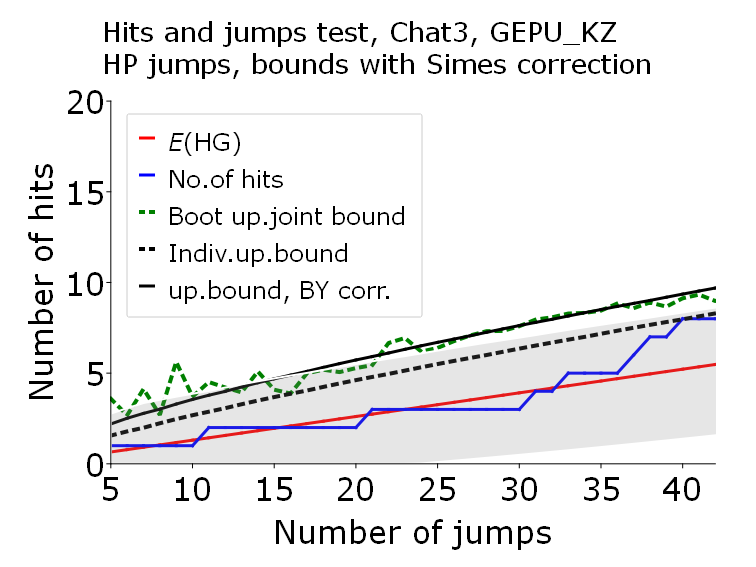 Hits and jumps test, Chat3, GEPU_KZ
HP jumps, bounds with Simes correction
Number of hits
20
15
10
5
0
E(HG)
No.of hits
Boot up.joint bound
Indiv.up.bound
up.bound, BY corr.
5 10 15 20 25 30 35 40
Number of jumps